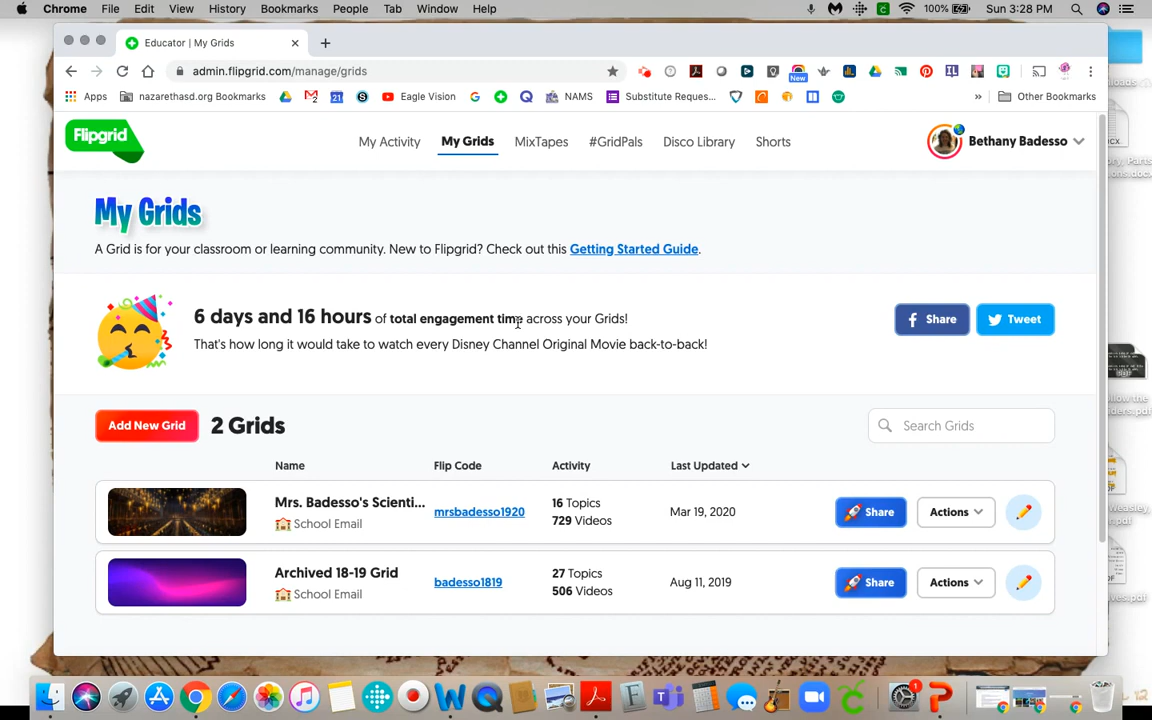 Chrome File Edit View History Bookmarks People Tab Window Help 100% Sun 3:28 PM
Educator | My Grids
admin.flipgrid.com/manage/grids
New
Apps nazarethasd.org Bookmarks 21 Eagle Vision NAMS Substitute Reques... » Other Bookmarks
Flipgrid My Activity My Grids MixTapes #GridPals Disco Library Shorts Bethany Badesso
My Grids
A Grid is for your classroom or learning community. New to Flipgrid? Check out this Getting Started Guide.
6 days and 16 hours of total engagement time across your Grids!
That's how long it would take to watch every Disney Channel Original Movie back-to-back!
Share Tweet
Add New Grid 2 Grids Search Grids
Name Flip Code Activity Last Updated
Mrs. Badesso's Scienti... mrsbadesso1920 16 Topics Mar 19, 2020 Share Actions
School Email 729 Videos
Archived 18-19 Grid badesso1819 27 Topics Aug 11, 2019 Share Actions
School Email 506 Videos